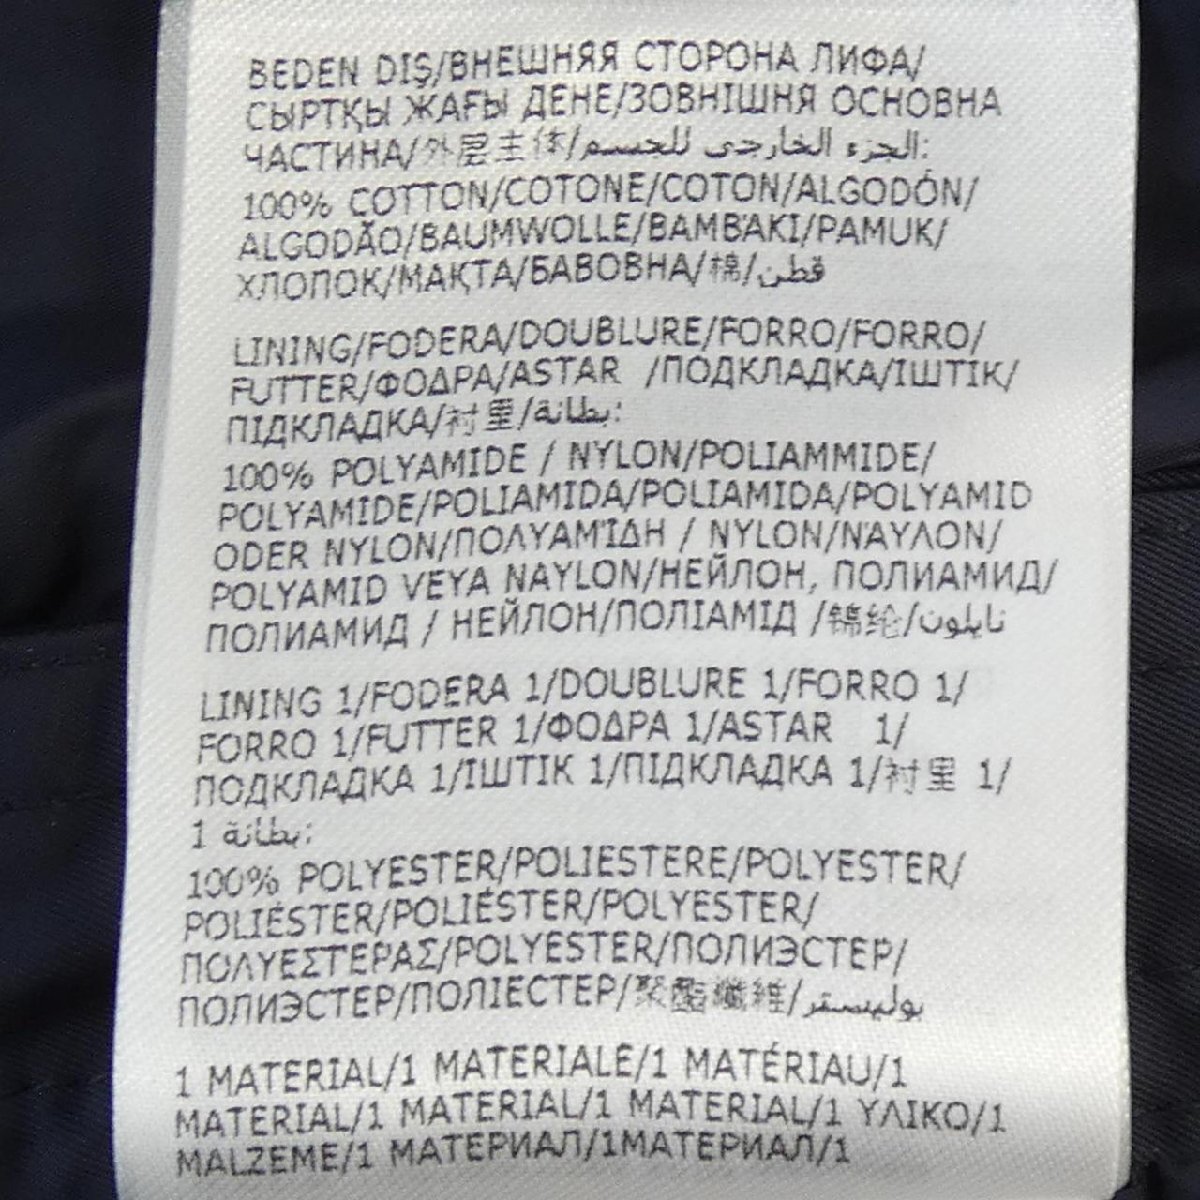 BEDEN DIŞ/ВНЕШНЯЯ СТОРОНА ЛИФА/
СЫРТҚЫ ЖАҒЫ ДЕНЕ/ЗОВНІШНЯ ОСНОВНА
ЧАСТИНА/外层主体/الجزء الخارجي للجسم:
100% COTTON/COTONE/COTON/ALGODÓN/
ALGODÃO/BAUMWOLLE/ΒΑΜΒΆΚΙ/PAMUK/
ХЛОПОК/МАҚТА/БАВОВНА/棉/قطن
LINING/FODERA/DOUBLURE/FORRO/FORRO/
FUTTER/ΦΟΔΡΑ/ASTAR /ПОДКЛАДКА/ІШТІК/
ПІДКЛАДКА/衬里/بطانة:
100% POLYAMIDE / NYLON/POLIAMMIDE/
POLYAMIDE/POLIAMIDA/POLIAMIDA/POLYAMID
ODER NYLON/ΠΟΛΥΑΜΊΔΗ / NYLON/ΝΆΥΛΟΝ/
POLYAMID VEYA NAYLON/НЕЙЛОН, ПОЛИАМИД/
ПОЛИАМИД / НЕЙЛОН/ПОЛІАМІД /锦纶/نايلون
LINING 1/FODERA 1/DOUBLURE 1/FORRO 1/
FORRO 1/FUTTER 1/ΦΟΔΡΑ 1/ASTAR 1/
ПОДКЛАДКА 1/ІШТІК 1/ПІДКЛАДКА 1/衬里 1/
1 بطانة:
100% POLYESTER/POLIESTERE/POLYESTER/
POLIÉSTER/POLIÉSTER/POLYESTER/
ΠΟΛΥΕΣΤΕΡΑΣ/POLYESTER/ПОЛИЭСТЕР/
ПОЛИЭСТЕР/ПОЛІЕСТЕР/聚酯纖維/بوليستر
1 MATERIAL/1 MATERIALE/1 MATÉRIAU/1
MATERIAL/1 MATERIAL/1 MATERIAL/1 ΥΛΙΚΟ/1
MALZEME/1 МАТЕРИАЛ/1МАТЕРИАЛ/1